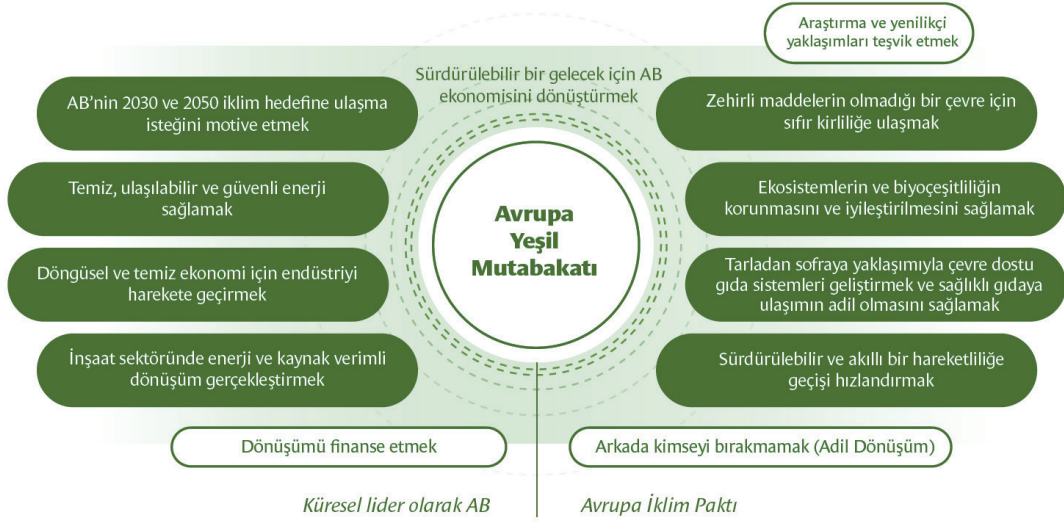 Araştırma ve yenilikçi
yaklaşımları teşvik etmek
Sürdürülebilir bir gelecek için AB
ekonomisini dönüştürmek
AB'nin 2030 ve 2050 iklim hedefine ulaşma
isteğini motive etmek
Temiz, ulaşılabilir ve güvenli enerji
sağlamak
Döngüsel ve temiz ekonomi için endüstriyi
harekete geçirmek
İnşaat sektöründe enerji ve kaynak verimli
dönüşüm gerçekleştirmek
Avrupa
Yeşil
Mutabakatı
Zehirli maddelerin olmadığı bir çevre için
sıfır kirliliğe ulaşmak
Ekosistemlerin ve biyoçeşitliliğin
korunmasını ve iyileştirilmesini sağlamak
Tarladan sofraya yaklaşımıyla çevre dostu
gıda sistemleri geliştirmek ve sağlıklı gıdaya
ulaşımın adil olmasını sağlamak
Sürdürülebilir ve akıllı bir hareketliliğe
geçişi hızlandırmak
Dönüşümü finanse etmek
Arkada kimseyi bırakmamak (Adil Dönüşüm)
Küresel lider olarak AB
Avrupa İklim Paktı